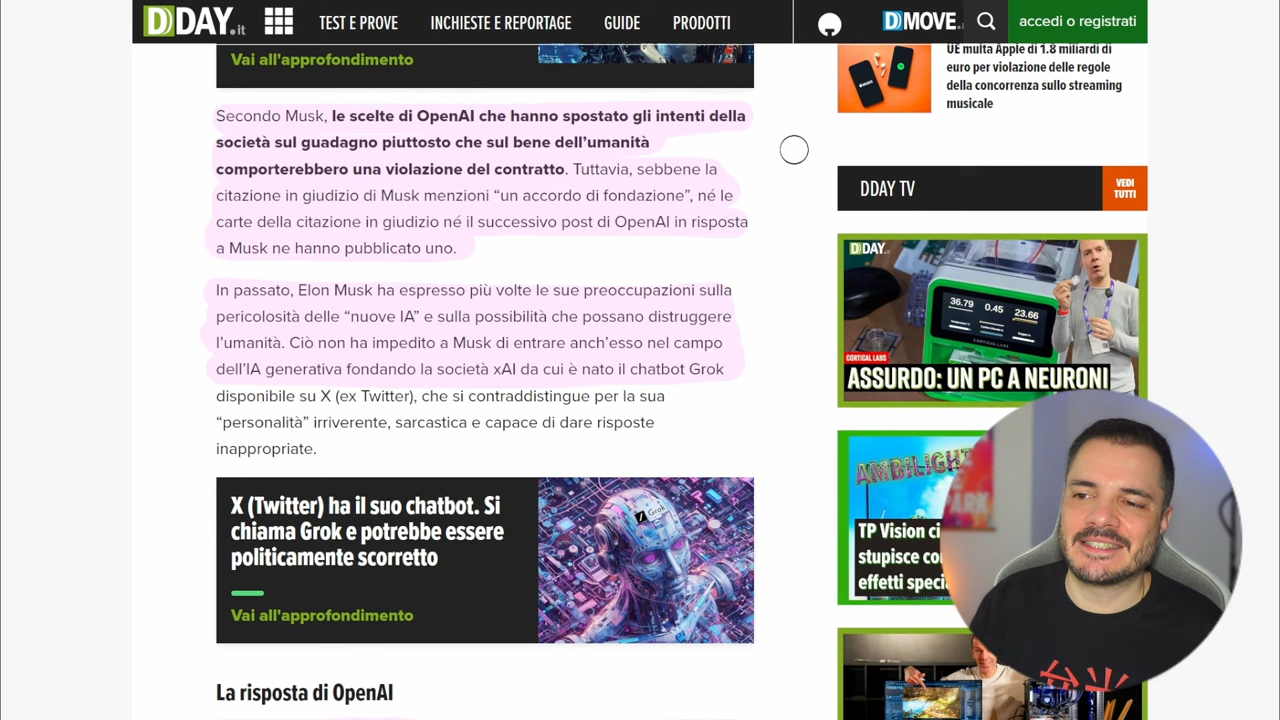 DDAY.it
TEST E PROVE
INCHIESTE E REPORTAGE
GUIDE
PRODOTTI
DMOVE.
accedi o registrati
Vai all'approfondimento
Secondo Musk, le scelte di OpenAI che hanno spostato gli intenti della
società sul guadagno piuttosto che sul bene dell'umanità
comporterebbero una violazione del contratto. Tuttavia, sebbene la
citazione in giudizio di Musk menzioni “un accordo di fondazione”, né le
carte della citazione in giudizio né il successivo post di OpenAI in risposta
a Musk ne hanno pubblicato uno.
In passato, Elon Musk ha espresso più volte le sue preoccupazioni sulla
pericolosità delle “nuove IA” e sulla possibilità che possano distruggere
l'umanità. Ciò non ha impedito a Musk di entrare anch'esso nel campo
dell'IA generativa fondando la società xAI da cui è nato il chatbot Grok
disponibile su X (ex Twitter), che si contraddistingue per la sua
“personalità” irriverente, sarcastica e capace di dare risposte
inappropriate.
X (Twitter) ha il suo chatbot. Si
chiama Grok e potrebbe essere
politicamente scorretto
Vai all'approfondimento
Grok
La risposta di OpenAI
UE multa Apple di 1.8 miliardi di
euro per violazione delle regole
della concorrenza sullo streaming
musicale
DDAY TV
VEDI
TUTTI
DDAY.it
36.79
0.45
23.66
CORTICAL LABS
CORTICAL LABS
ASSURDO: UN PC A NEURONI
AMBILIGH
TP Vision ci
stupisce co
effetti speci
PARK